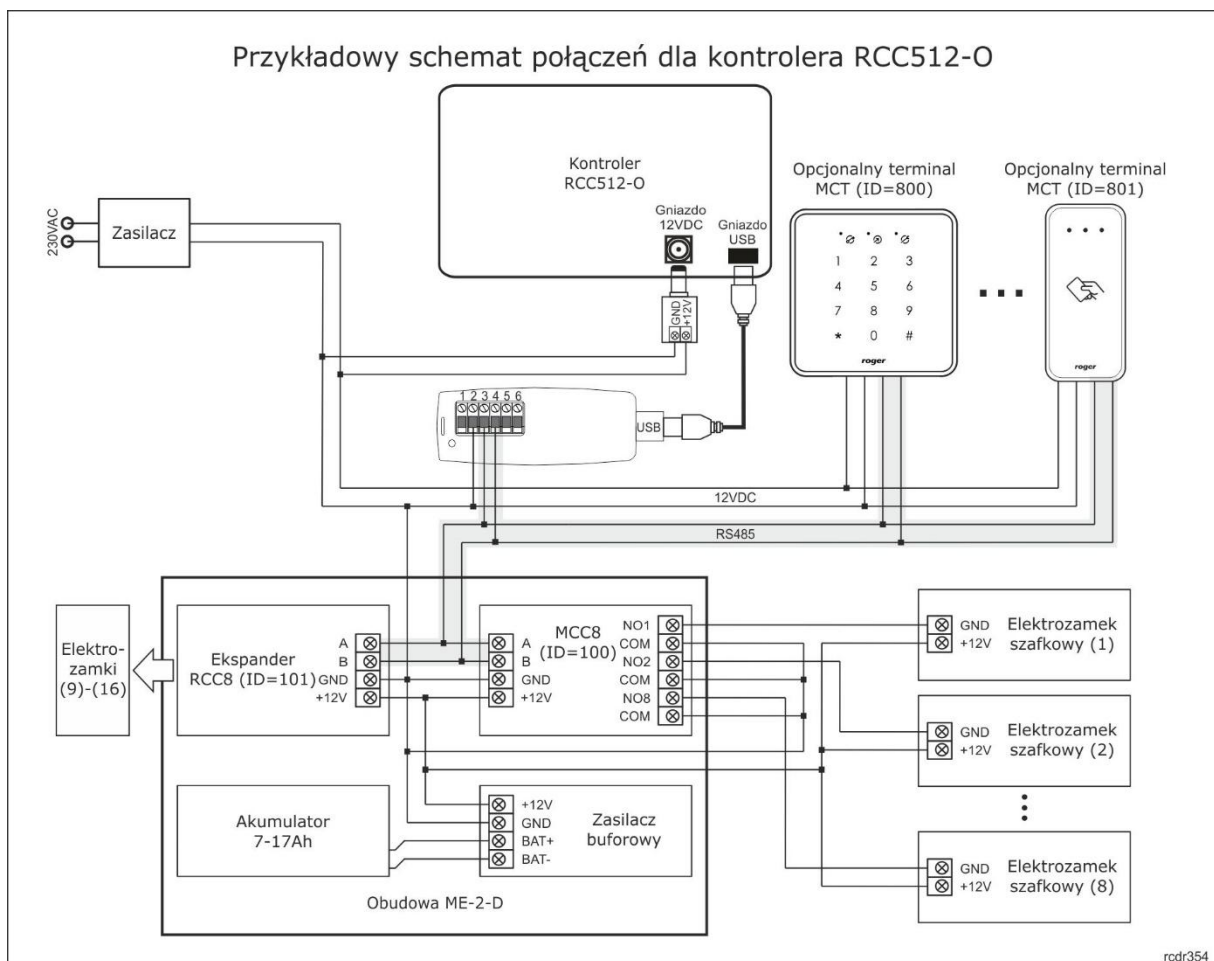 Przykładowy schemat połączeń dla kontrolera RCC512-O
Kontroler
RCC512-O
Gniazdo
12VDC
Gniazdo
USB
Opcjonalny terminal
MCT (ID=800)
Opcjonalny terminal
MCT (ID=801)
230VAC
Zasilacz
GND
+12V
1 2 3
4 5 6
7 8 9
* 0 #
roger
roger
1 2 3 4 5 6
USB
12VDC
RS485
Elektro-
zamki
(9)-(16)
Ekspander
RCC8 (ID=101)
A
B
GND
+12V
MCC8
(ID=100)
A
B
GND
+12V
NO1
COM
NO2
COM
NO8
COM
GND
+12V
Elektrozamek
szafkowy (1)
GND
+12V
Elektrozamek
szafkowy (2)
GND
+12V
Elektrozamek
szafkowy (8)
Akumulator
7-17Ah
+12V
GND
BAT+
BAT-
Zasilacz
buforowy
Obudowa ME-2-D
rcdr354